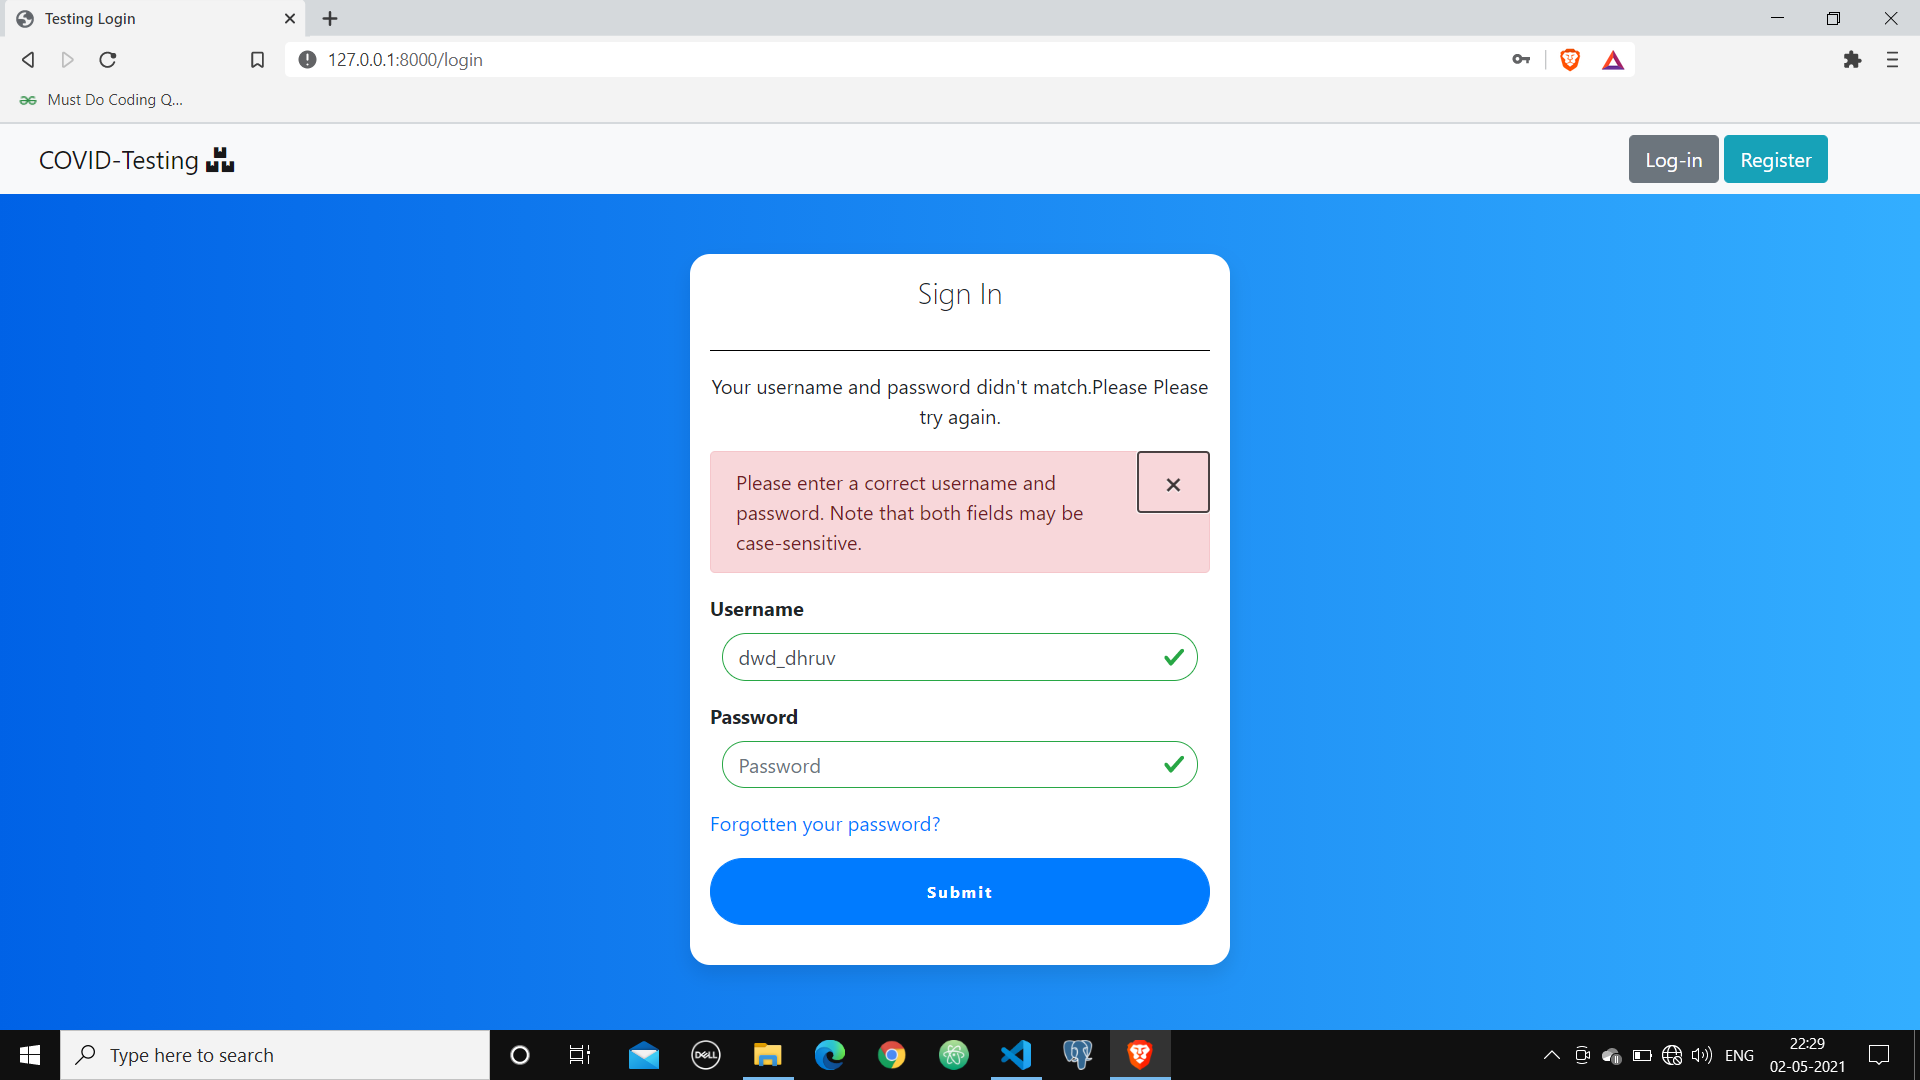 Testing Login
127.0.0.1:8000/login
Must Do Coding Q...
COVID-Testing
Log-in
Register
Sign In
Your username and password didn't match.Please Please
try again.
Please enter a correct username and
password. Note that both fields may be
case-sensitive.
Username
dwd_dhruv
Password
Password
Forgotten your password?
Submit
Type here to search
DELL
ENG
22:29
02-05-2021